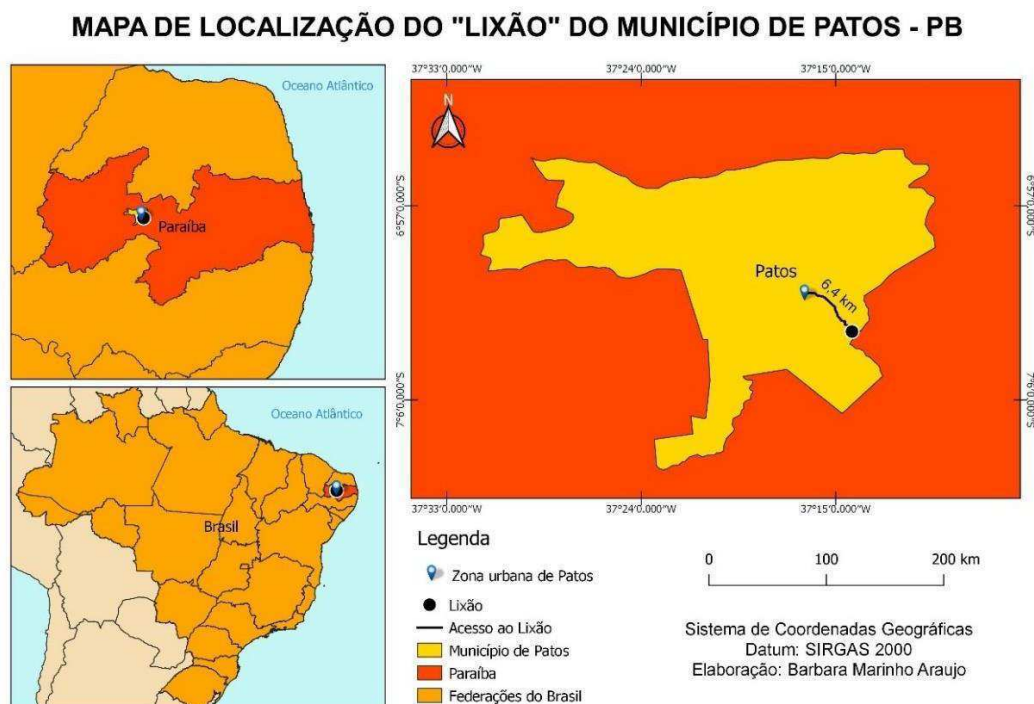 MAPA DE LOCALIZAÇÃO DO "LIXÃO" DO MUNICÍPIO DE PATOS - PB
Oceano Atlântico
Paraíba
Oceano Atlântico
Brasil
37°33'0.000"W 37°24'0.000"W 37°15'0.000"W
N
6°57'0.000"S 6°57'0.000"S
Patos
6,4 km
7°6'0.000"S 7°6'0.000"S
37°33'0.000"W 37°24'0.000"W 37°15'0.000"W
Legenda
Zona urbana de Patos
Lixão
Acesso ao Lixão
Município de Patos
Paraíba
Federações do Brasil
0 100 200 km
Sistema de Coordenadas Geográficas
Datum: SIRGAS 2000
Elaboração: Barbara Marinho Araujo